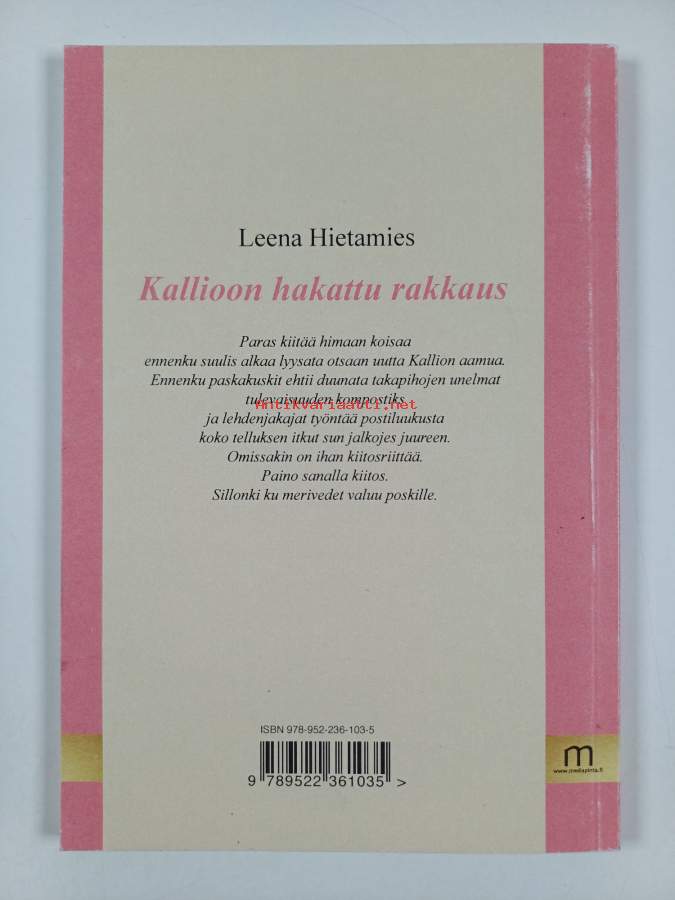 Leena Hietamies
Kallioon hakattu rakkaus
Paras kiitää himaan koisaa
ennenku suulis alkaa lyysata otsaan uutta Kallion aamua.
Ennenku paskakuskit ehtii duunata takapihojen unelmat
tulevaisuuden kompostiks
Antikvariaatti.net
ja lehdenjakajat työntää postiluukusta
koko telluksen itkut sun jalkojes juureen.
Omissakin on ihan kiitosriittää.
Paino sanalla kiitos.
Sillonki ku merivedet valuu poskille.
ISBN 978-952-236-103-5
9 789522 361035 >
m
www.mediapinta.fi